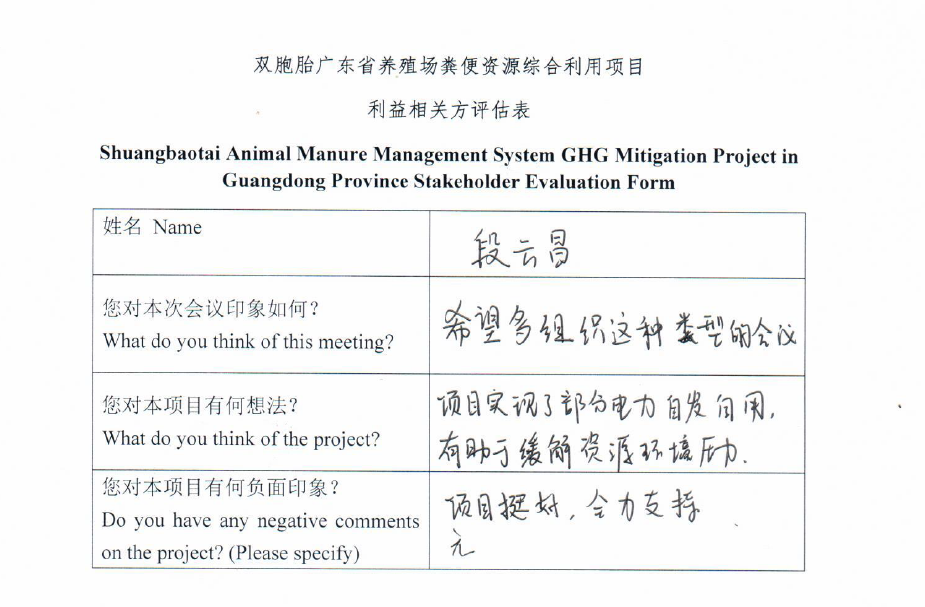 双胞胎广东省养殖场粪便资源综合利用项目
利益相关方评估表
Shuangbaotai Animal Manure Management System GHG Mitigation Project in
Guangdong Province Stakeholder Evaluation Form
姓名 Name
段云昌
您对本次会议印象如何?
What do you think of this meeting?
希望多组织这种类型的会议
您对本项目有何想法?
What do you think of the project?
项目实现了部分电力自发自用,
有助于缓解资源环境压力.
您对本项目有何负面印象?
Do you have any negative comments
on the project? (Please specify)
项目挺好,全力支持
无